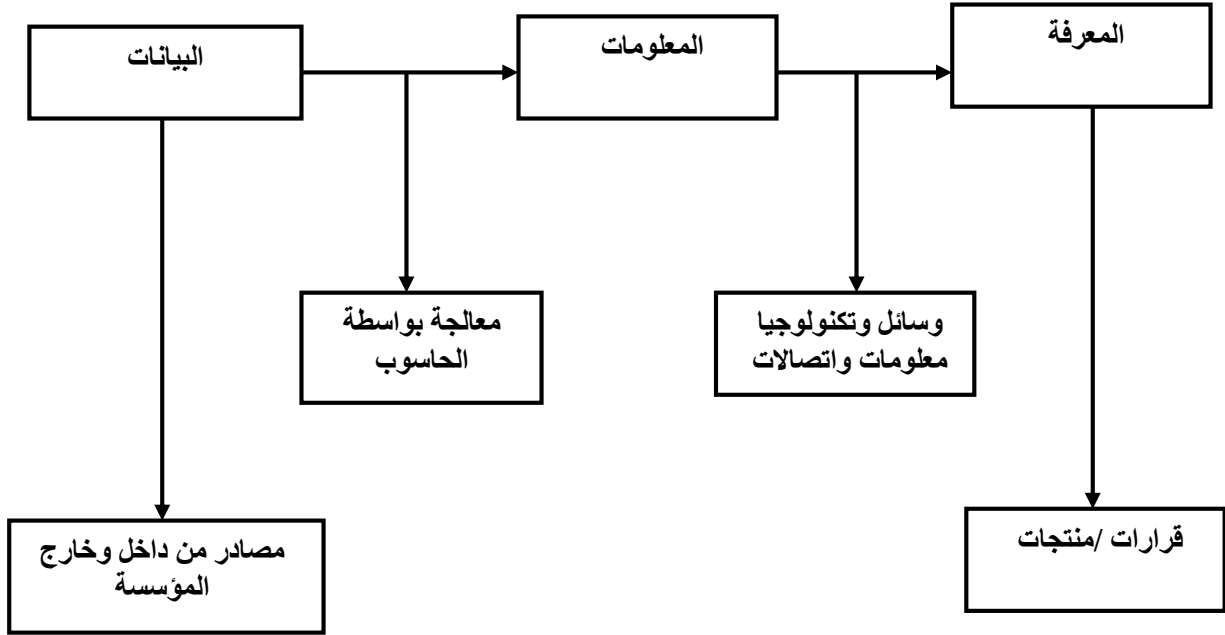 البيانات
المعلومات
المعرفة
معالجة بواسطة
الحاسوب
وسائل وتكنولوجيا
معلومات واتصالات
مصادر من داخل وخارج
المؤسسة
قرارات /منتجات